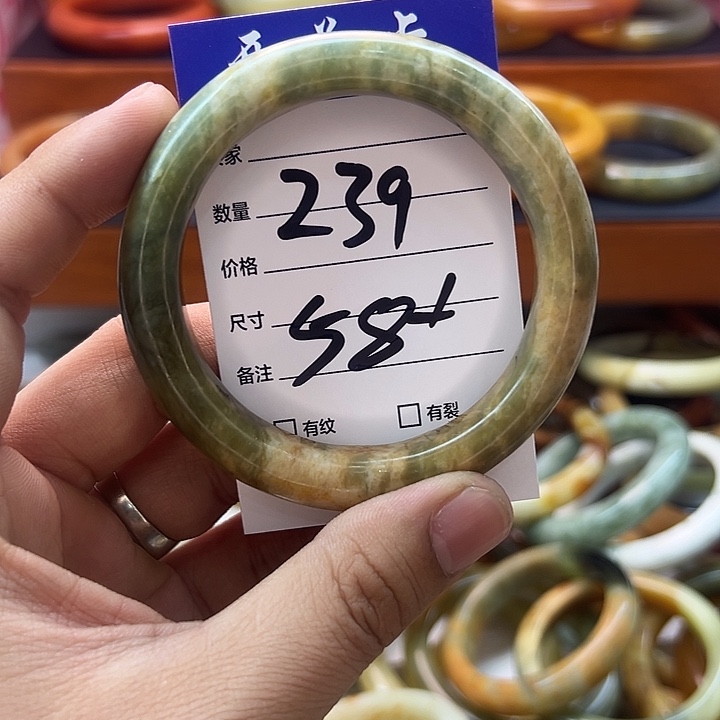 家
数量 239
价格
尺寸 58+
备注
有纹 有裂